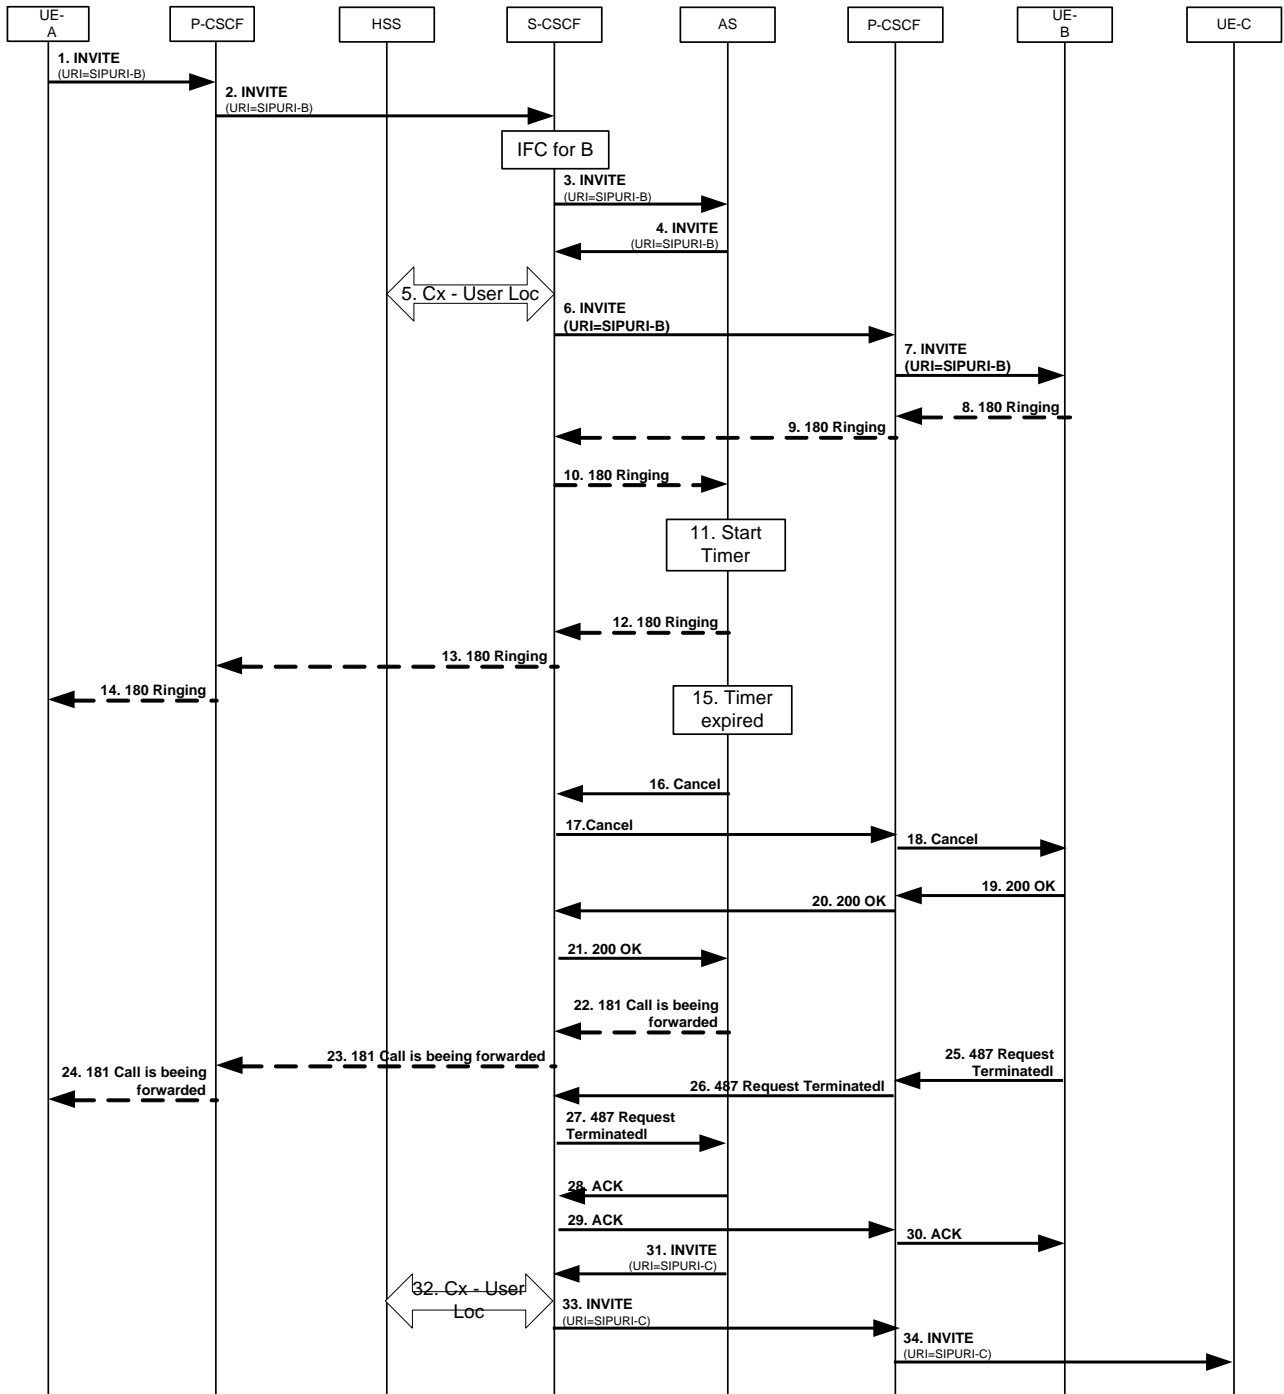 UE-
A
P-CSCF
HSS
S-CSCF
AS
P-CSCF
UE-
B
UE-C
1. INVITE
(URI=SIPURI-B)
2. INVITE
(URI=SIPURI-B)
IFC for B
3. INVITE
(URI=SIPURI-B)
4. INVITE
(URI=SIPURI-B)
5. Cx - User Loc
6. INVITE
(URI=SIPURI-B)
7. INVITE
(URI=SIPURI-B)
8. 180 Ringing
9. 180 Ringing
10. 180 Ringing
11. Start
Timer
12. 180 Ringing
13. 180 Ringing
14. 180 Ringing
15. Timer
expired
16. Cancel
17.Cancel
18. Cancel
19. 200 OK
20. 200 OK
21. 200 OK
22. 181 Call is beeing
forwarded
23. 181 Call is beeing forwarded
24. 181 Call is beeing
forwarded
25. 487 Request
Terminatedl
26. 487 Request Terminatedl
27. 487 Request
Terminatedl
28. ACK
29. ACK
30. ACK
31. INVITE
(URI=SIPURI-C)
32. Cx - User
Loc
33. INVITE
(URI=SIPURI-C)
34. INVITE
(URI=SIPURI-C)